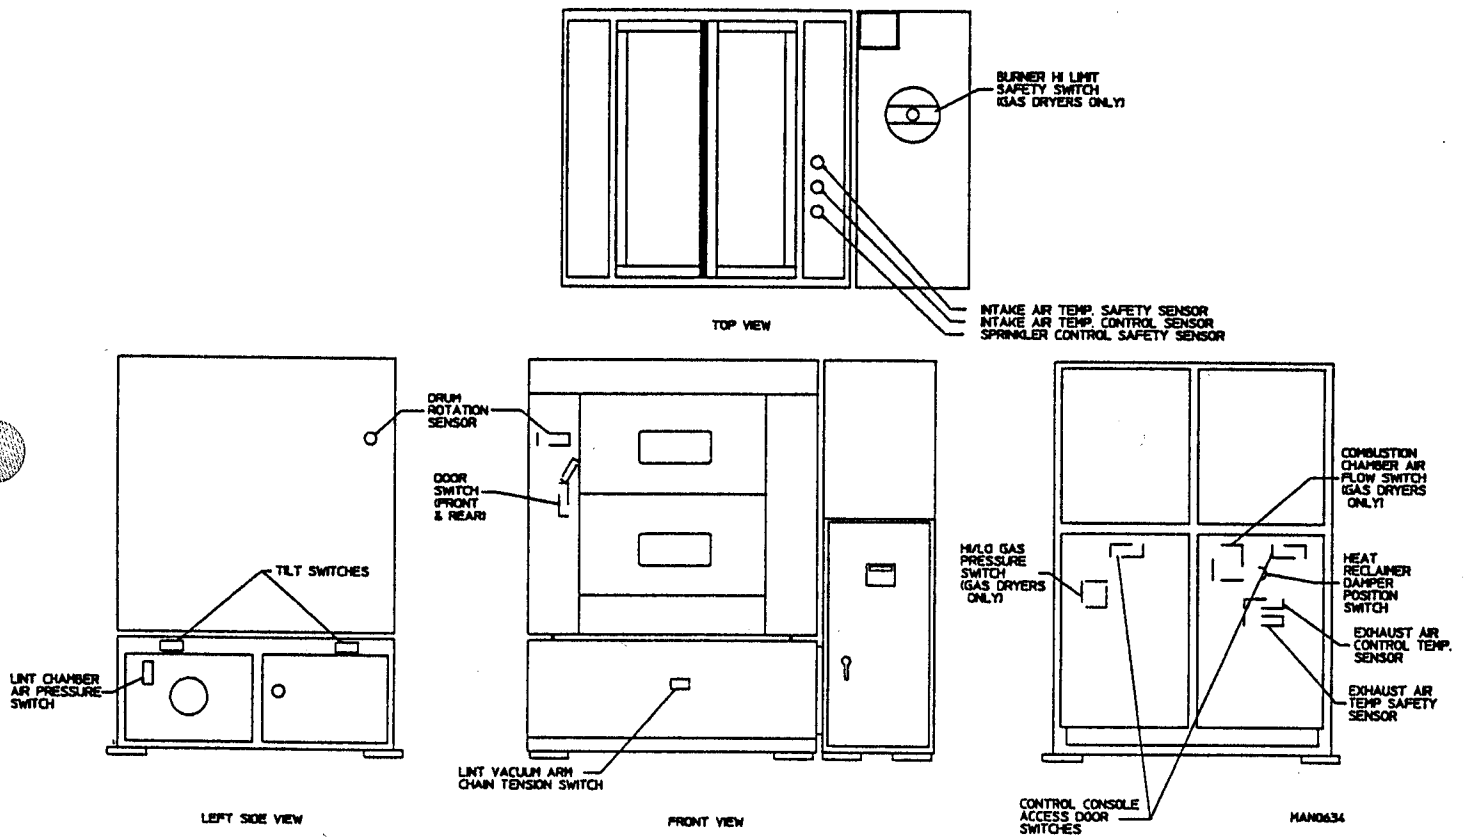 BURNER HI LIMIT
SAFETY SWITCH
(GAS DRYERS ONLY)
INTAKE AIR TEMP. SAFETY SENSOR
INTAKE AIR TEMP. CONTROL SENSOR
SPRINKLER CONTROL SAFETY SENSOR
TOP VIEW
DRUM
ROTATION
SENSOR
DOOR
SWITCH
(FRONT
& REAR)
TILT SWITCHES
LINT CHAMBER
AIR PRESSURE
SWITCH
LINT VACUUM ARM
CHAIN TENSION SWITCH
LEFT SIDE VIEW
FRONT VIEW
COMBUSTION
CHAMBER AIR
FLOW SWITCH
(GAS DRYERS
ONLY)
HI/LO GAS
PRESSURE
SWITCH
(GAS DRYERS
ONLY)
HEAT
RECLAIMER
DAMPER
POSITION
SWITCH
EXHAUST AIR
CONTROL TEMP.
SENSOR
EXHAUST AIR
TEMP SAFETY
SENSOR
CONTROL CONSOLE
ACCESS DOOR
SWITCHES
MAN0634